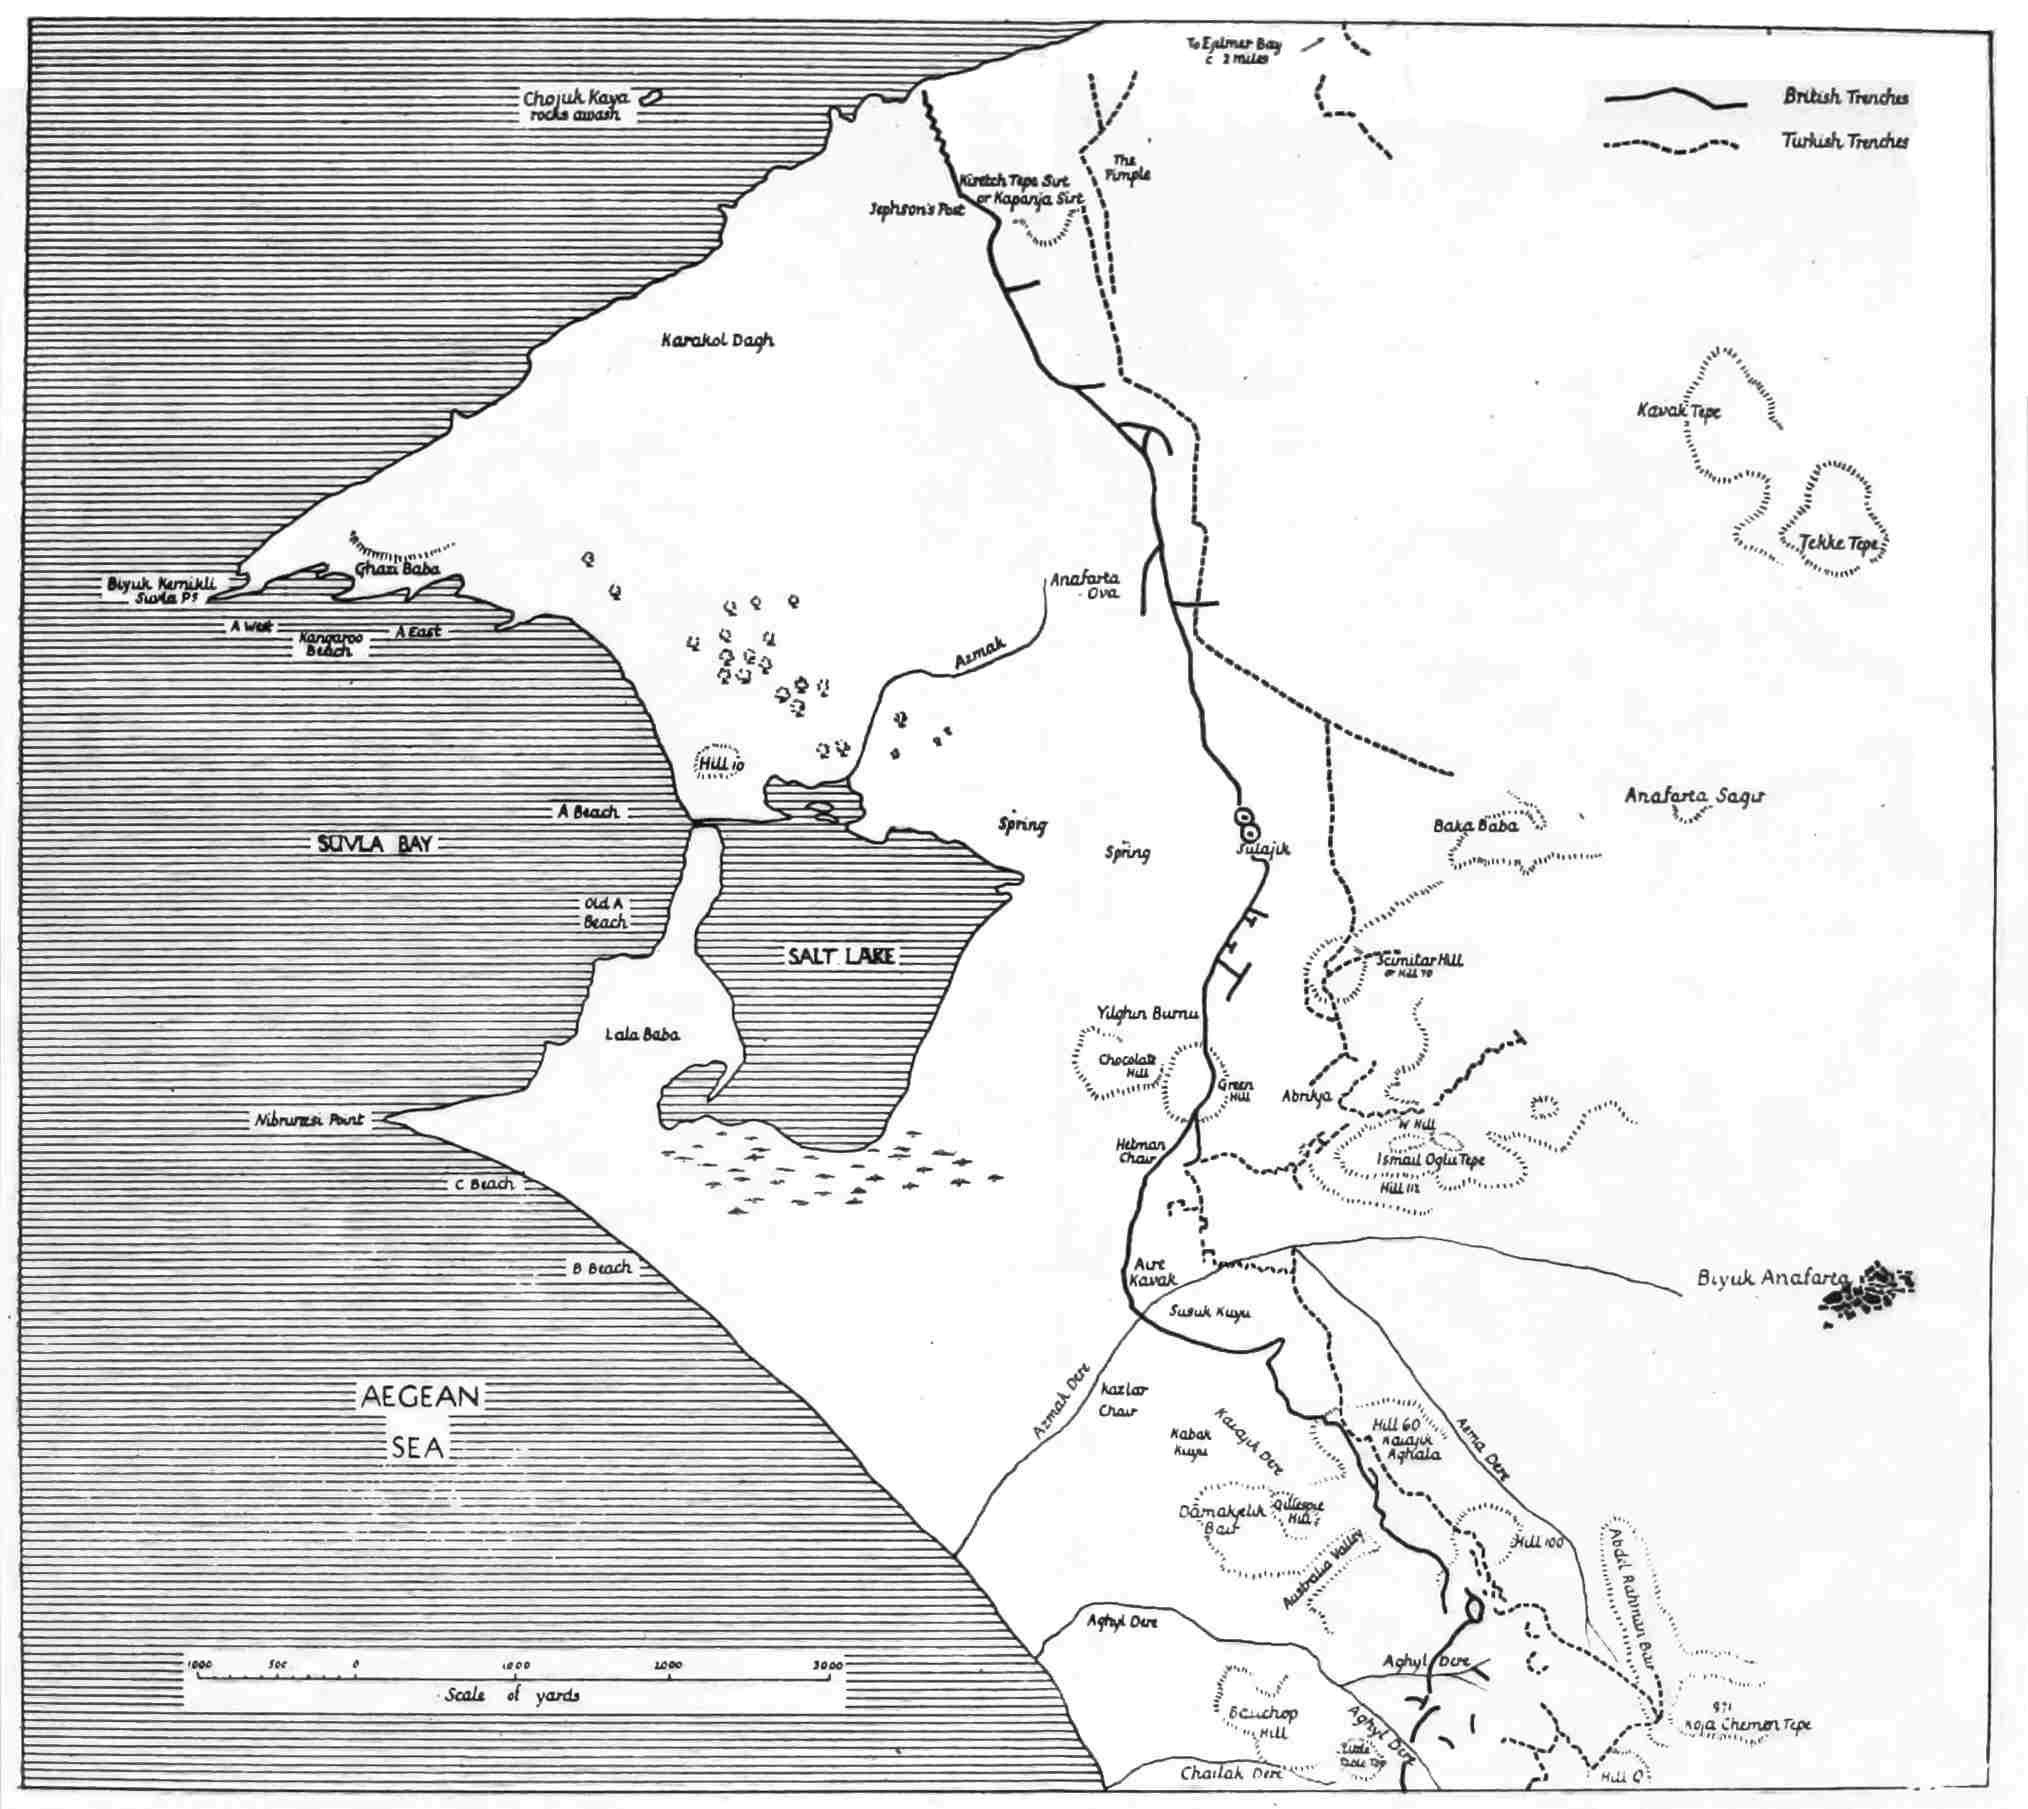 To Ejelmer Bay
c 2 miles
Chojuk Kaya
rocks awash
British Trenches
Turkish Trenches
The
Pimple
Kiretch Tepe Sirt
or Kapanja Sirt
Jephson's Post
Karakol Dagh
Kavak Tepe
Tekke Tepe
Ghazi Baba
Biyuk Kemikli
Suvla Pt
A West
Kangaroo
Beach
A East
Anafarta
Ova
Azmak
Hill 10
A Beach
Spring
Spring
Sulajik
Anafarta Sagir
Baka Baba
SUVLA BAY
Old A
Beach
SALT LAKE
Scimitar Hill
or Hill 70
Lala Baba
Yilghin Burnu
Chocolate
Hill
Green
Hill
Abrikja
Nibrunesi Point
W Hill
Ismail Oglu Tepe
Hill 112
Hetman
Chair
C Beach
B Beach
Aire
Kavak
Susuk Kuyu
Biyuk Anafarta
AEGEAN
SEA
Azmak Dere
Kazlar
Chair
Kabak
Kuyu
Kaiajik Dere
Hill 60
Kaiajik
Aghala
Asma Dere
Damakjelik
Bair
Gillespie
Hill
Australia Valley
Hill 100
Abdel Rahman Bair
Aghyl Dere
Aghyl Dere
1000 500 0 1000 2000 3000
Scale of yards
Bauchop
Hill
Aghyl Dere
Little
Table Top
Chailak Dere
971
Koja Chemen Tepe
Hill Q